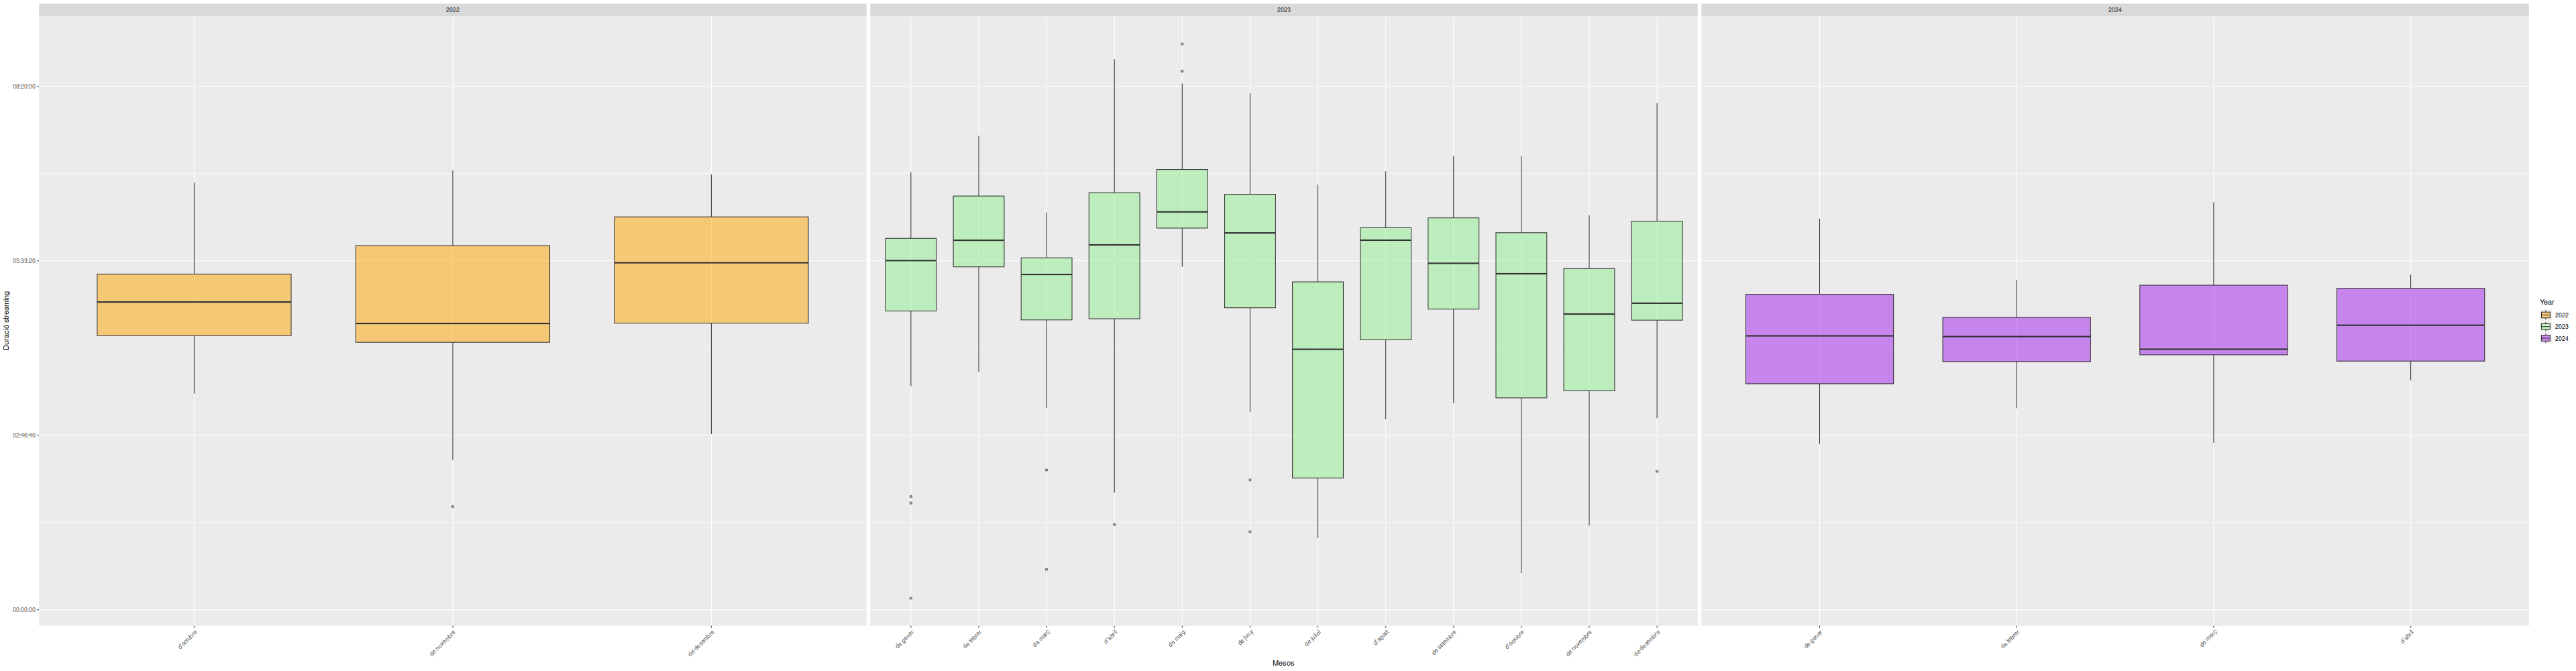 2022
2023
2024
08:20:00
05:33:20
02:46:40
00:00:00
Duració streaming
d'octubre
de novembre
de desembre
de gener
de febrer
de març
d'abril
de maig
de juny
de juliol
d'agost
de setembre
d'octubre
de novembre
de desembre
de gener
de febrer
de març
d'abril
Mesos
Year
2022
2023
2024